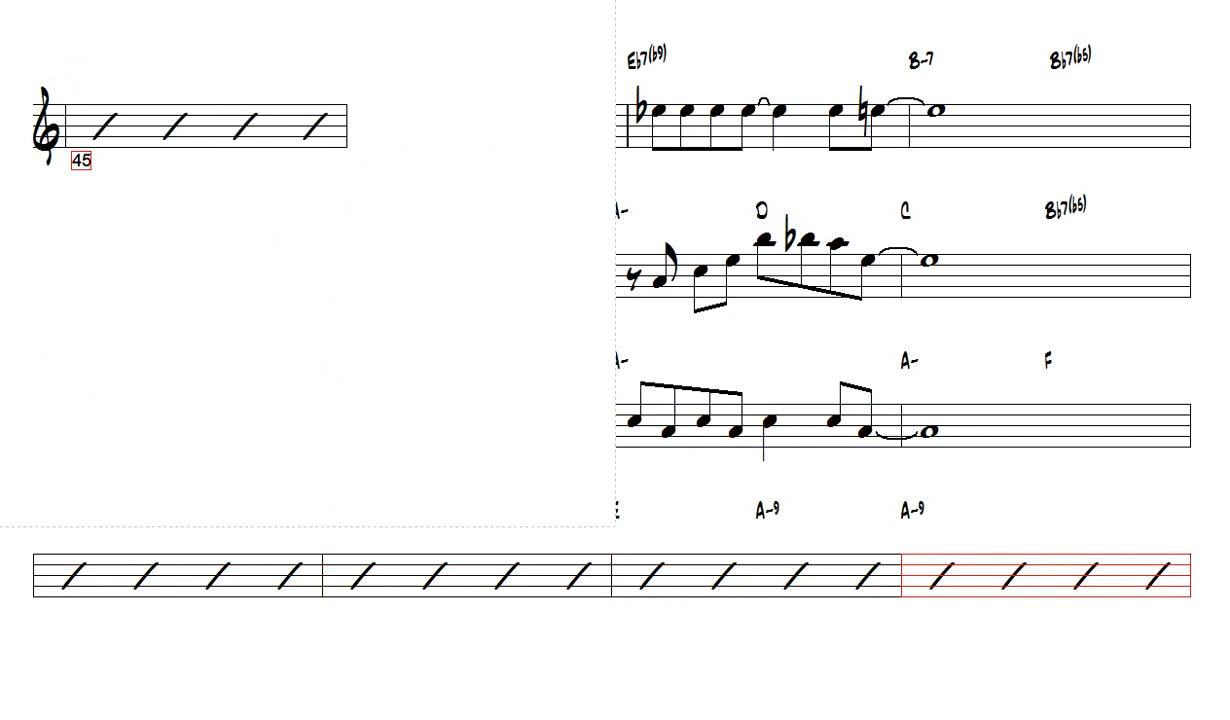 Eb7(b9) B-7 Bb7(b5)
45
A- D C Bb7(b5)
A- A- F
E A-9 A-9